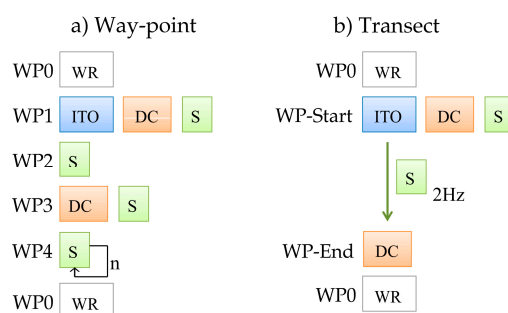 a) Way-point
WP0 WR
WP1 ITO DC S
WP2 S
WP3 DC S
WP4 S n
WP0 WR
b) Transect
WP0 WR
WP-Start ITO DC S
S 2Hz
WP-End DC
WP0 WR